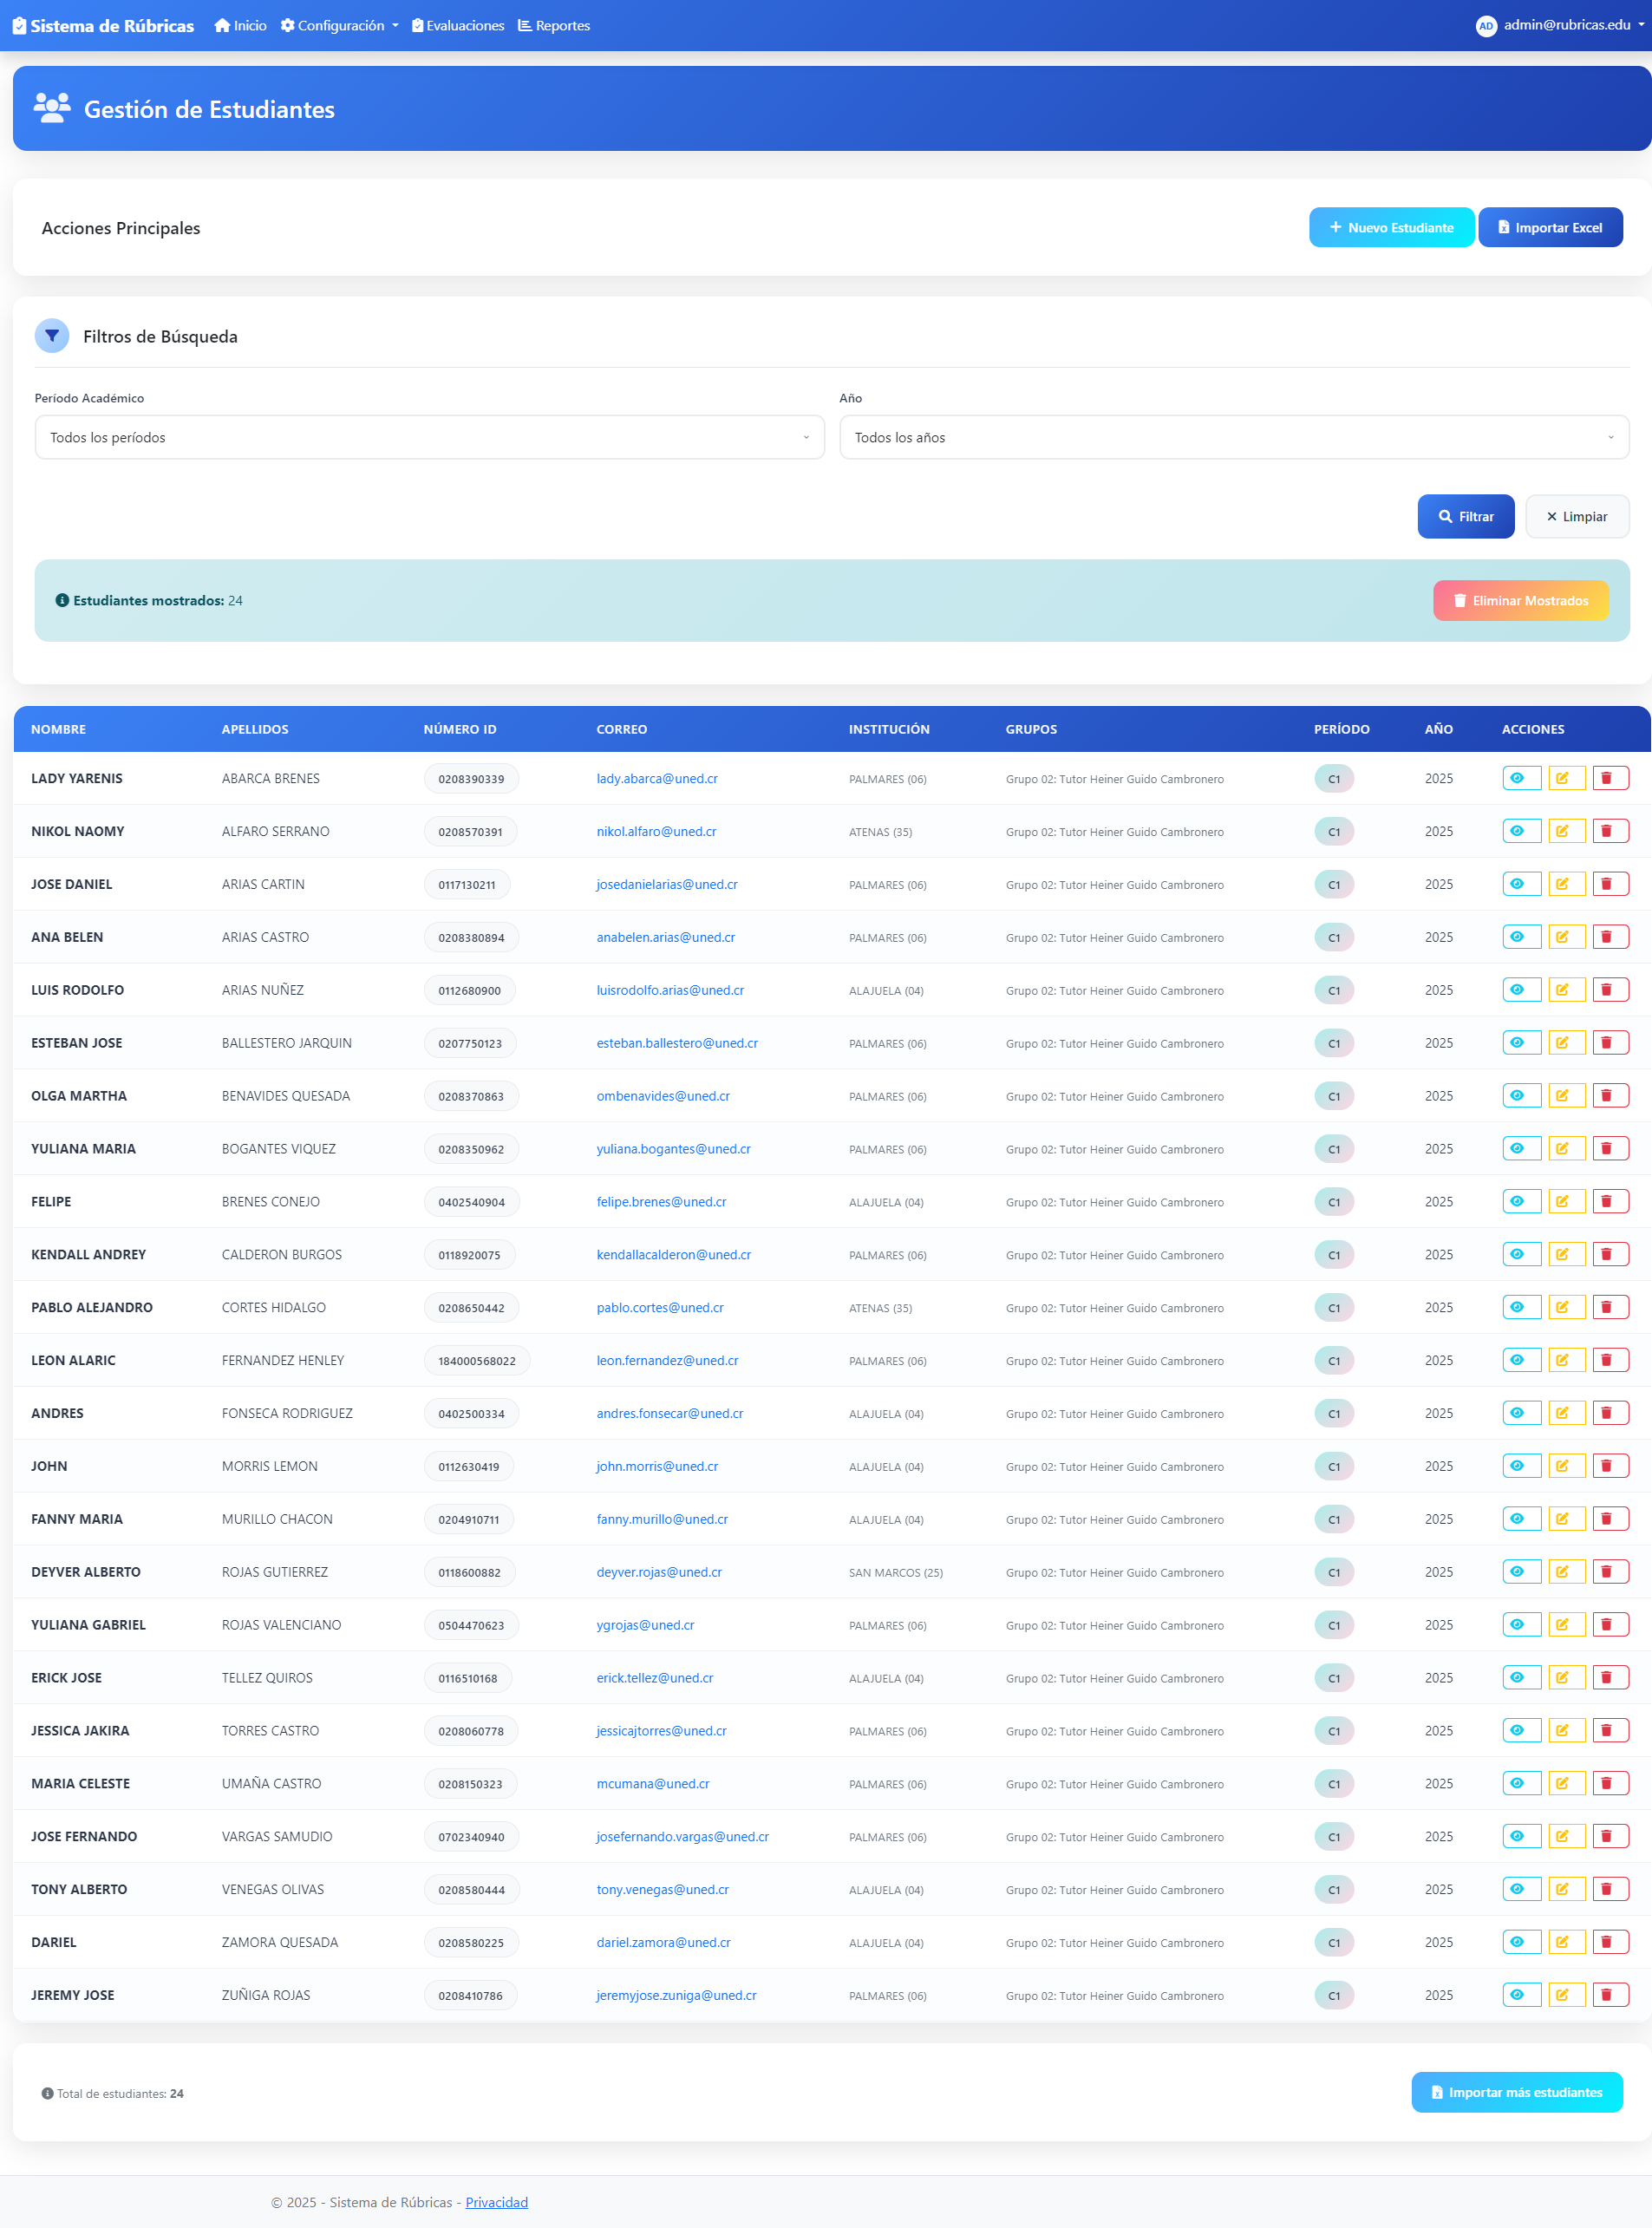 Sistema de Rúbricas Inicio Configuración Evaluaciones Reportes AD admin@rubricas.edu
Gestión de Estudiantes
Acciones Principales Nuevo Estudiante Importar Excel
Filtros de Búsqueda
Período Académico Año
Todos los períodos Todos los años
Filtrar Limpiar
Estudiantes mostrados: 24 Eliminar Mostrados
NOMBRE APELLIDOS NÚMERO ID CORREO INSTITUCIÓN GRUPOS PERÍODO AÑO ACCIONES
LADY YARENIS ABARCA BRENES 0208390339 lady.abarca@uned.cr PALMARES (06) Grupo 02: Tutor Heiner Guido Cambronero C1 2025
NIKOL NAOMY ALFARO SERRANO 0208570391 nikol.alfaro@uned.cr ATENAS (35) Grupo 02: Tutor Heiner Guido Cambronero C1 2025
JOSE DANIEL ARIAS CARTIN 0117130211 josedanielarias@uned.cr PALMARES (06) Grupo 02: Tutor Heiner Guido Cambronero C1 2025
ANA BELEN ARIAS CASTRO 0208380894 anabelen.arias@uned.cr PALMARES (06) Grupo 02: Tutor Heiner Guido Cambronero C1 2025
LUIS RODOLFO ARIAS NUÑEZ 0112680900 luisrodolfo.arias@uned.cr ALAJUELA (04) Grupo 02: Tutor Heiner Guido Cambronero C1 2025
ESTEBAN JOSE BALLESTERO JARQUIN 0207750123 esteban.ballestero@uned.cr PALMARES (06) Grupo 02: Tutor Heiner Guido Cambronero C1 2025
OLGA MARTHA BENAVIDES QUESADA 0208370863 ombenavides@uned.cr PALMARES (06) Grupo 02: Tutor Heiner Guido Cambronero C1 2025
YULIANA MARIA BOGANTES VIQUEZ 0208350962 yuliana.bogantes@uned.cr PALMARES (06) Grupo 02: Tutor Heiner Guido Cambronero C1 2025
FELIPE BRENES CONEJO 0402540904 felipe.brenes@uned.cr ALAJUELA (04) Grupo 02: Tutor Heiner Guido Cambronero C1 2025
KENDALL ANDREY CALDERON BURGOS 0118920075 kendallacalderon@uned.cr PALMARES (06) Grupo 02: Tutor Heiner Guido Cambronero C1 2025
PABLO ALEJANDRO CORTES HIDALGO 0208650442 pablo.cortes@uned.cr ATENAS (35) Grupo 02: Tutor Heiner Guido Cambronero C1 2025
LEON ALARIC FERNANDEZ HENLEY 184000568022 leon.fernandez@uned.cr PALMARES (06) Grupo 02: Tutor Heiner Guido Cambronero C1 2025
ANDRES FONSECA RODRIGUEZ 0402500334 andres.fonsecar@uned.cr ALAJUELA (04) Grupo 02: Tutor Heiner Guido Cambronero C1 2025
JOHN MORRIS LEMON 0112630419 john.morris@uned.cr ALAJUELA (04) Grupo 02: Tutor Heiner Guido Cambronero C1 2025
FANNY MARIA MURILLO CHACON 0204910711 fanny.murillo@uned.cr ALAJUELA (04) Grupo 02: Tutor Heiner Guido Cambronero C1 2025
DEYVER ALBERTO ROJAS GUTIERREZ 0118600882 deyver.rojas@uned.cr SAN MARCOS (25) Grupo 02: Tutor Heiner Guido Cambronero C1 2025
YULIANA GABRIEL ROJAS VALENCIANO 0504470623 ygrojas@uned.cr PALMARES (06) Grupo 02: Tutor Heiner Guido Cambronero C1 2025
ERICK JOSE TELLEZ QUIROS 0116510168 erick.tellez@uned.cr ALAJUELA (04) Grupo 02: Tutor Heiner Guido Cambronero C1 2025
JESSICA JAKIRA TORRES CASTRO 0208060778 jessicajtorres@uned.cr PALMARES (06) Grupo 02: Tutor Heiner Guido Cambronero C1 2025
MARIA CELESTE UMAÑA CASTRO 0208150323 mcumana@uned.cr PALMARES (06) Grupo 02: Tutor Heiner Guido Cambronero C1 2025
JOSE FERNANDO VARGAS SAMUDIO 0702340940 josefernando.vargas@uned.cr PALMARES (06) Grupo 02: Tutor Heiner Guido Cambronero C1 2025
TONY ALBERTO VENEGAS OLIVAS 0208580444 tony.venegas@uned.cr ALAJUELA (04) Grupo 02: Tutor Heiner Guido Cambronero C1 2025
DARIEL ZAMORA QUESADA 0208580225 dariel.zamora@uned.cr ALAJUELA (04) Grupo 02: Tutor Heiner Guido Cambronero C1 2025
JEREMY JOSE ZUÑIGA ROJAS 0208410786 jeremyjose.zuniga@uned.cr PALMARES (06) Grupo 02: Tutor Heiner Guido Cambronero C1 2025
Total de estudiantes: 24 Importar más estudiantes
© 2025 - Sistema de Rúbricas - Privacidad